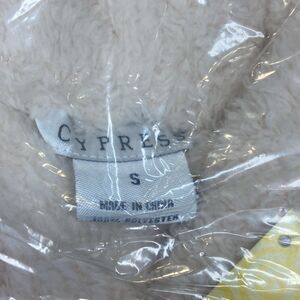 CYPRESS
S
MADE IN CHINA
100% POLYESTER